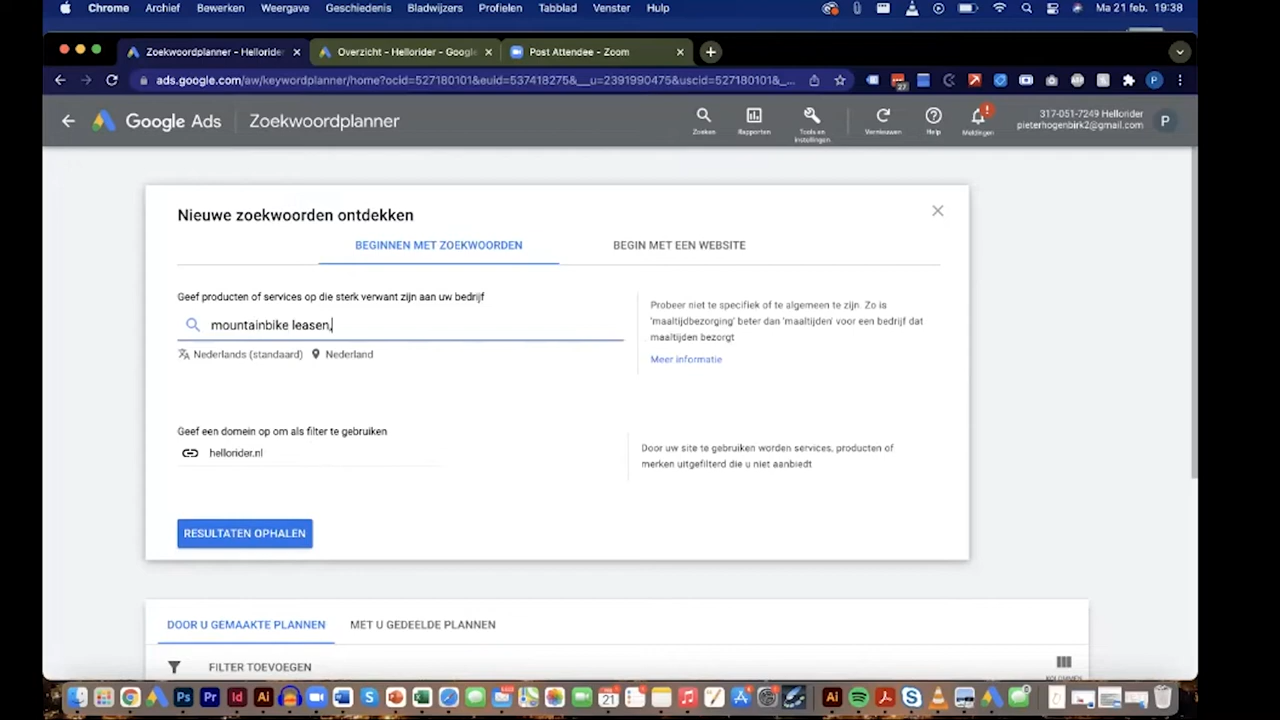 Chrome Archief Bewerken Weergave Geschiedenis Bladwijzers Profielen Tabblad Venster Help Ma 21 feb. 19:38
Zoekwoordplanner - Hellorider Overzicht - Hellorider - Google Post Attendee - Zoom
ads.google.com/aw/keywordplanner/home?ocid=527180101&euid=537418275&__u=2391990475&uscid=527180101&...
27
Google Ads Zoekwoordplanner
Zoeken Rapporten Tools en instellingen Vernieuwen Help Meldingen
317-051-7249 Hellorider
pieterhogenbirk2@gmail.com
P
Nieuwe zoekwoorden ontdekken
BEGINNEN MET ZOEKWOORDEN BEGIN MET EEN WEBSITE
Geef producten of services op die sterk verwant zijn aan uw bedrijf
mountainbike leasen,
Nederlands (standaard) Nederland
Probeer niet te specifiek of te algemeen te zijn. Zo is
'maaltijdbezorging' beter dan 'maaltijden' voor een bedrijf dat
maaltijden bezorgt
Meer informatie
Geef een domein op om als filter te gebruiken
hellorider.nl
Door uw site te gebruiken worden services, producten of
merken uitgefilterd die u niet aanbiedt
RESULTATEN OPHALEN
DOOR U GEMAAKTE PLANNEN MET U GEDEELDE PLANNEN
FILTER TOEVOEGEN
KOLOMMEN